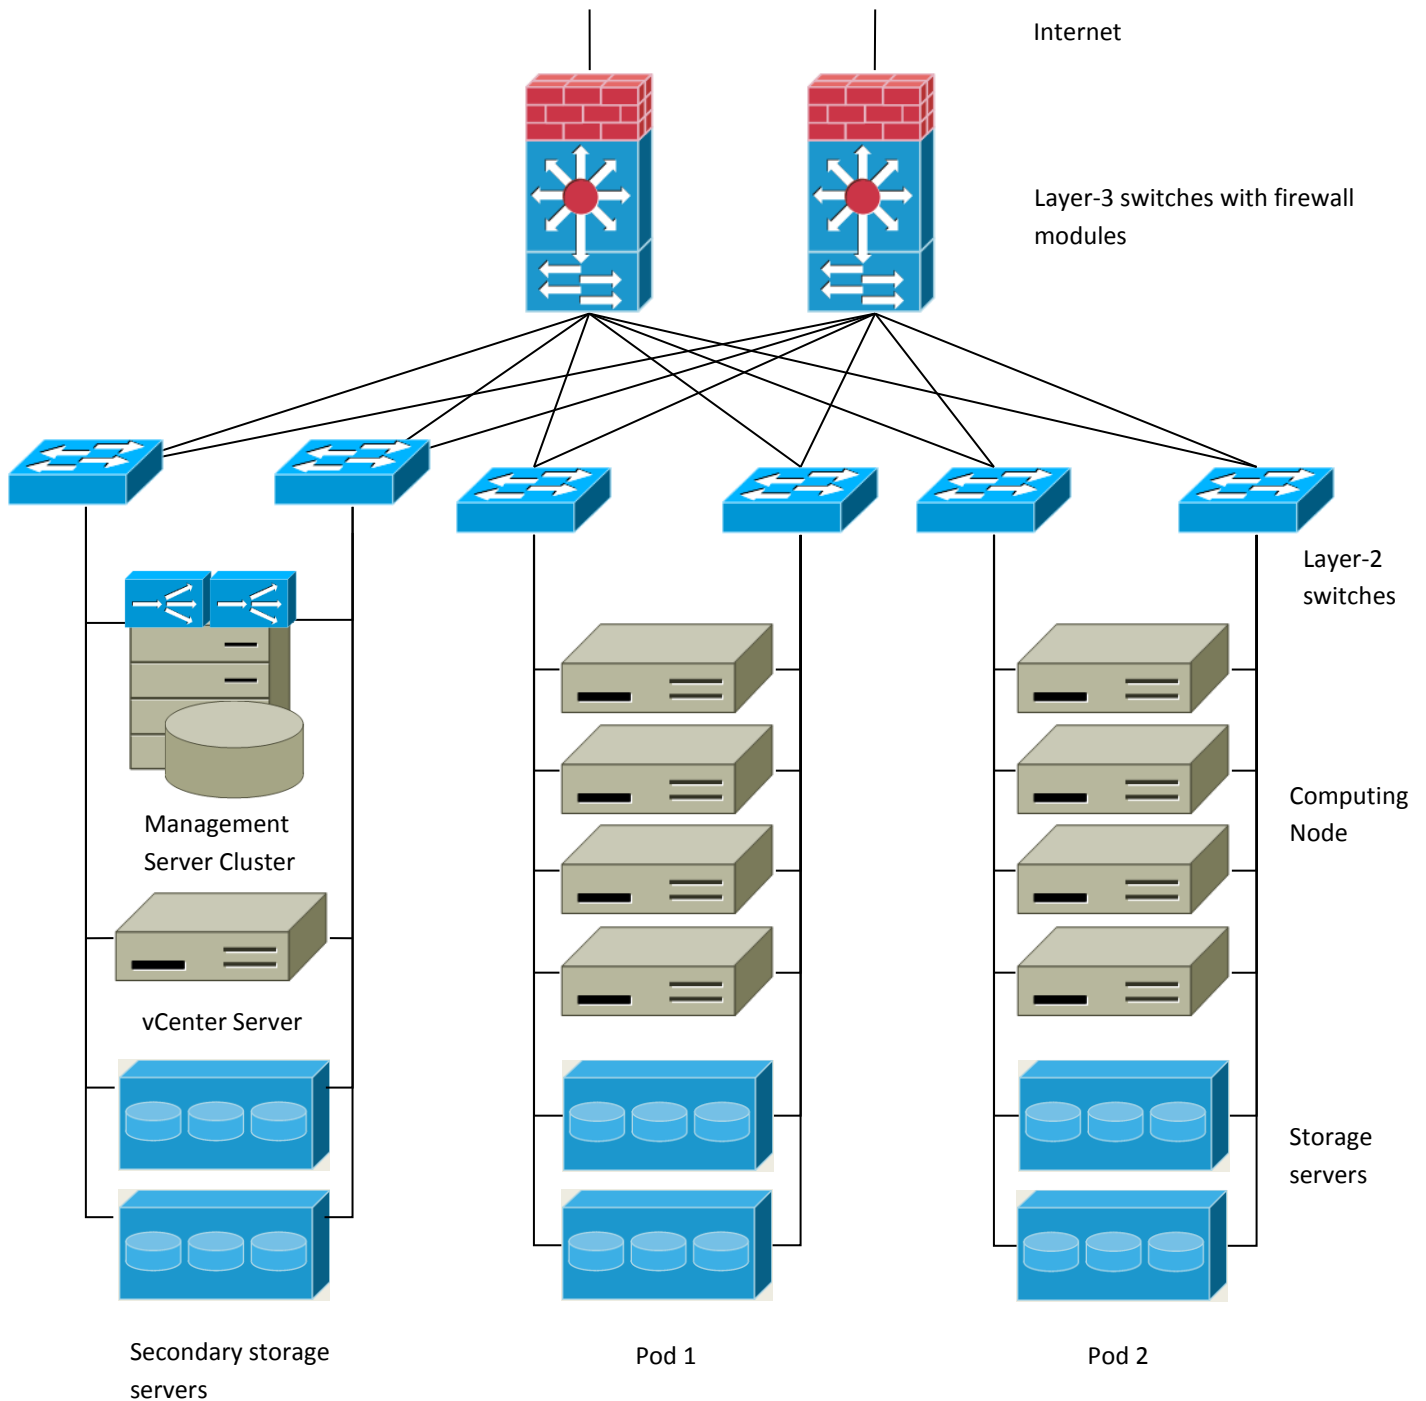 Internet
Layer-3 switches with firewall
modules
Layer-2
switches
Management
Server Cluster
Computing
Node
vCenter Server
Storage
servers
Secondary storage
servers
Pod 1
Pod 2